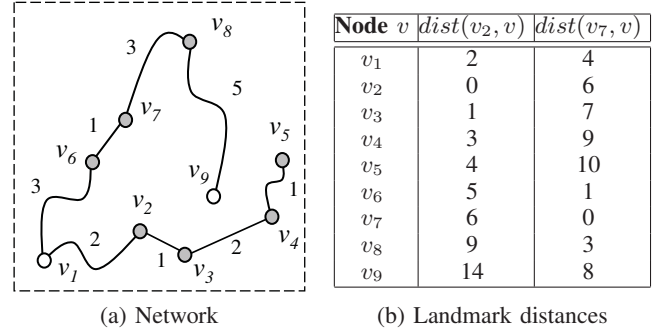 3
v8
5
v7
1
v6
v5
3
v9
1
v2
2
v4
v1
1
v3
2
(a) Network
Node v dist(v2, v) dist(v7, v)
v1 2 4
v2 0 6
v3 1 7
v4 3 9
v5 4 10
v6 5 1
v7 6 0
v8 9 3
v9 14 8
(b) Landmark distances